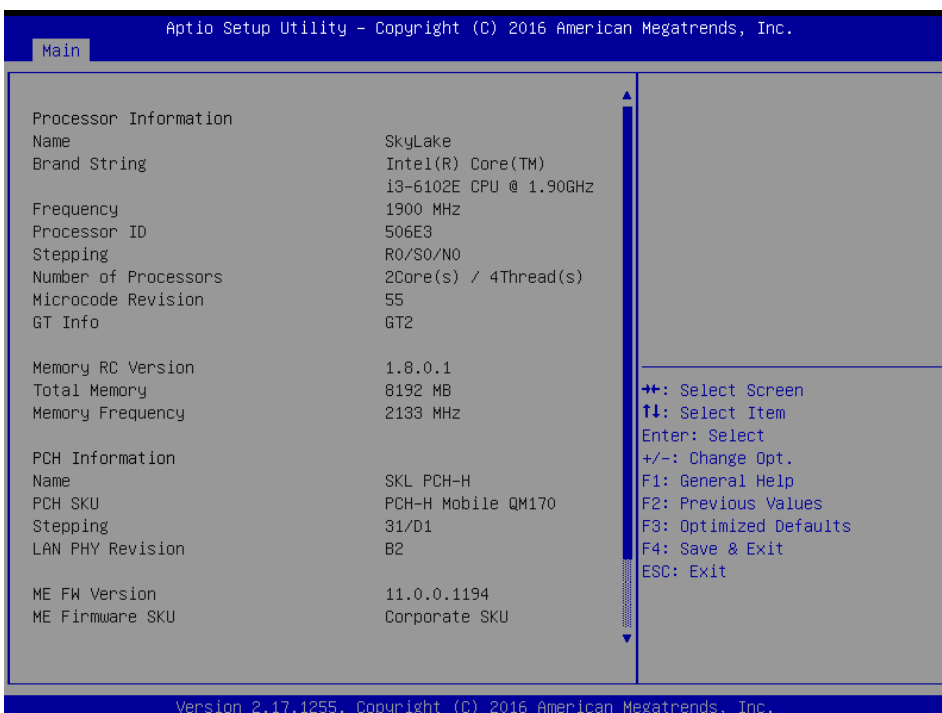 Aptio Setup Utility – Copyright (C) 2016 American Megatrends, Inc.
Main
Processor Information
Name SkyLake
Brand String Intel(R) Core(TM)
i3-6102E CPU @ 1.90GHz
Frequency 1900 MHz
Processor ID 506E3
Stepping R0/S0/N0
Number of Processors 2Core(s) / 4Thread(s)
Microcode Revision 55
GT Info GT2
Memory RC Version 1.8.0.1
Total Memory 8192 MB
Memory Frequency 2133 MHz
PCH Information
Name SKL PCH-H
PCH SKU PCH-H Mobile QM170
Stepping 31/D1
LAN PHY Revision B2
ME FW Version 11.0.0.1194
ME Firmware SKU Corporate SKU
→←: Select Screen
↑↓: Select Item
Enter: Select
+/-: Change Opt.
F1: General Help
F2: Previous Values
F3: Optimized Defaults
F4: Save & Exit
ESC: Exit
Version 2.17.1255. Copyright (C) 2016 American Megatrends, Inc.